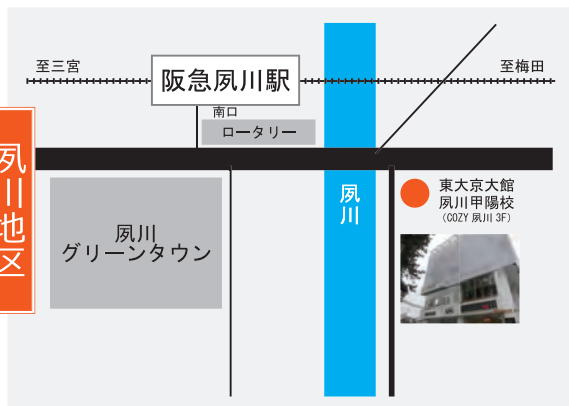 至三宮
阪急夙川駅
至梅田
南口
ロータリー
夙川地区
夙川
グリーンタウン
夙川
東大京大館
夙川甲陽校
(COZY 夙川 3F)